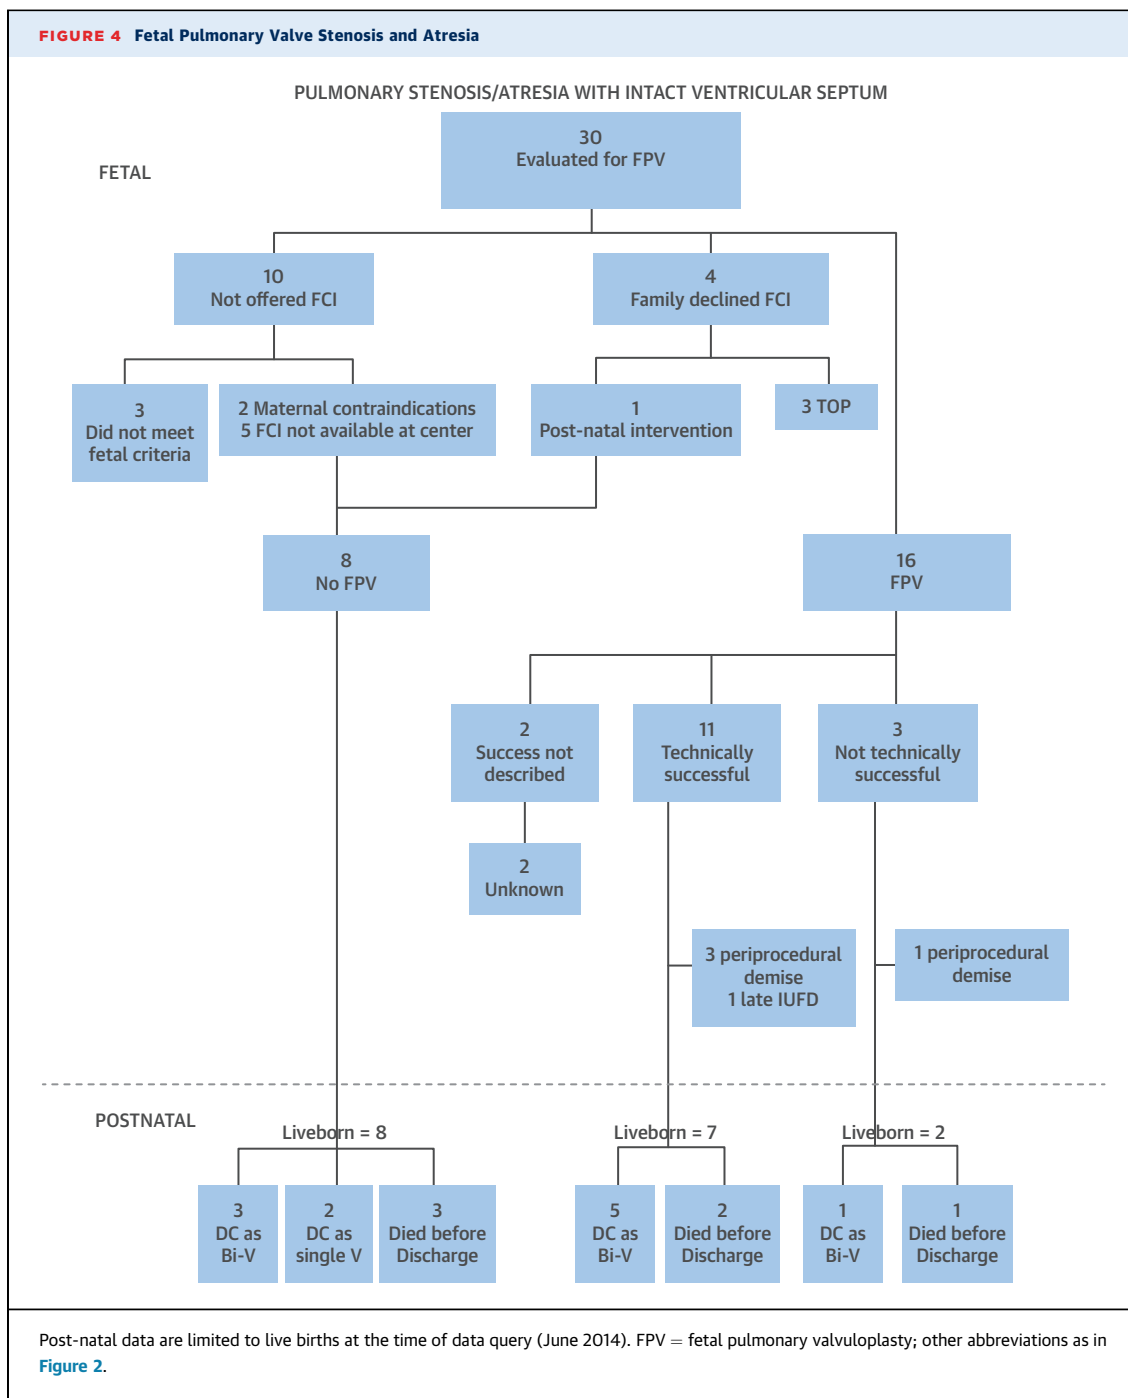 FIGURE 4 Fetal Pulmonary Valve Stenosis and Atresia
PULMONARY STENOSIS/ATRESIA WITH INTACT VENTRICULAR SEPTUM
FETAL
30
Evaluated for FPV
10
Not offered FCI
4
Family declined FCI
3
Did not meet
fetal criteria
2 Maternal contraindications
5 FCI not available at center
1
Post-natal intervention
3 TOP
8
No FPV
16
FPV
2
Success not
described
11
Technically
successful
3
Not technically
successful
2
Unknown
3 periprocedural
demise
1 late IUFD
1 periprocedural
demise
POSTNATAL
Liveborn = 8
Liveborn = 7
Liveborn = 2
3
DC as
Bi-V
2
DC as
single V
3
Died before
Discharge
5
DC as
Bi-V
2
Died before
Discharge
1
DC as
Bi-V
1
Died before
Discharge
Post-natal data are limited to live births at the time of data query (June 2014). FPV = fetal pulmonary valvuloplasty; other abbreviations as in
Figure 2.